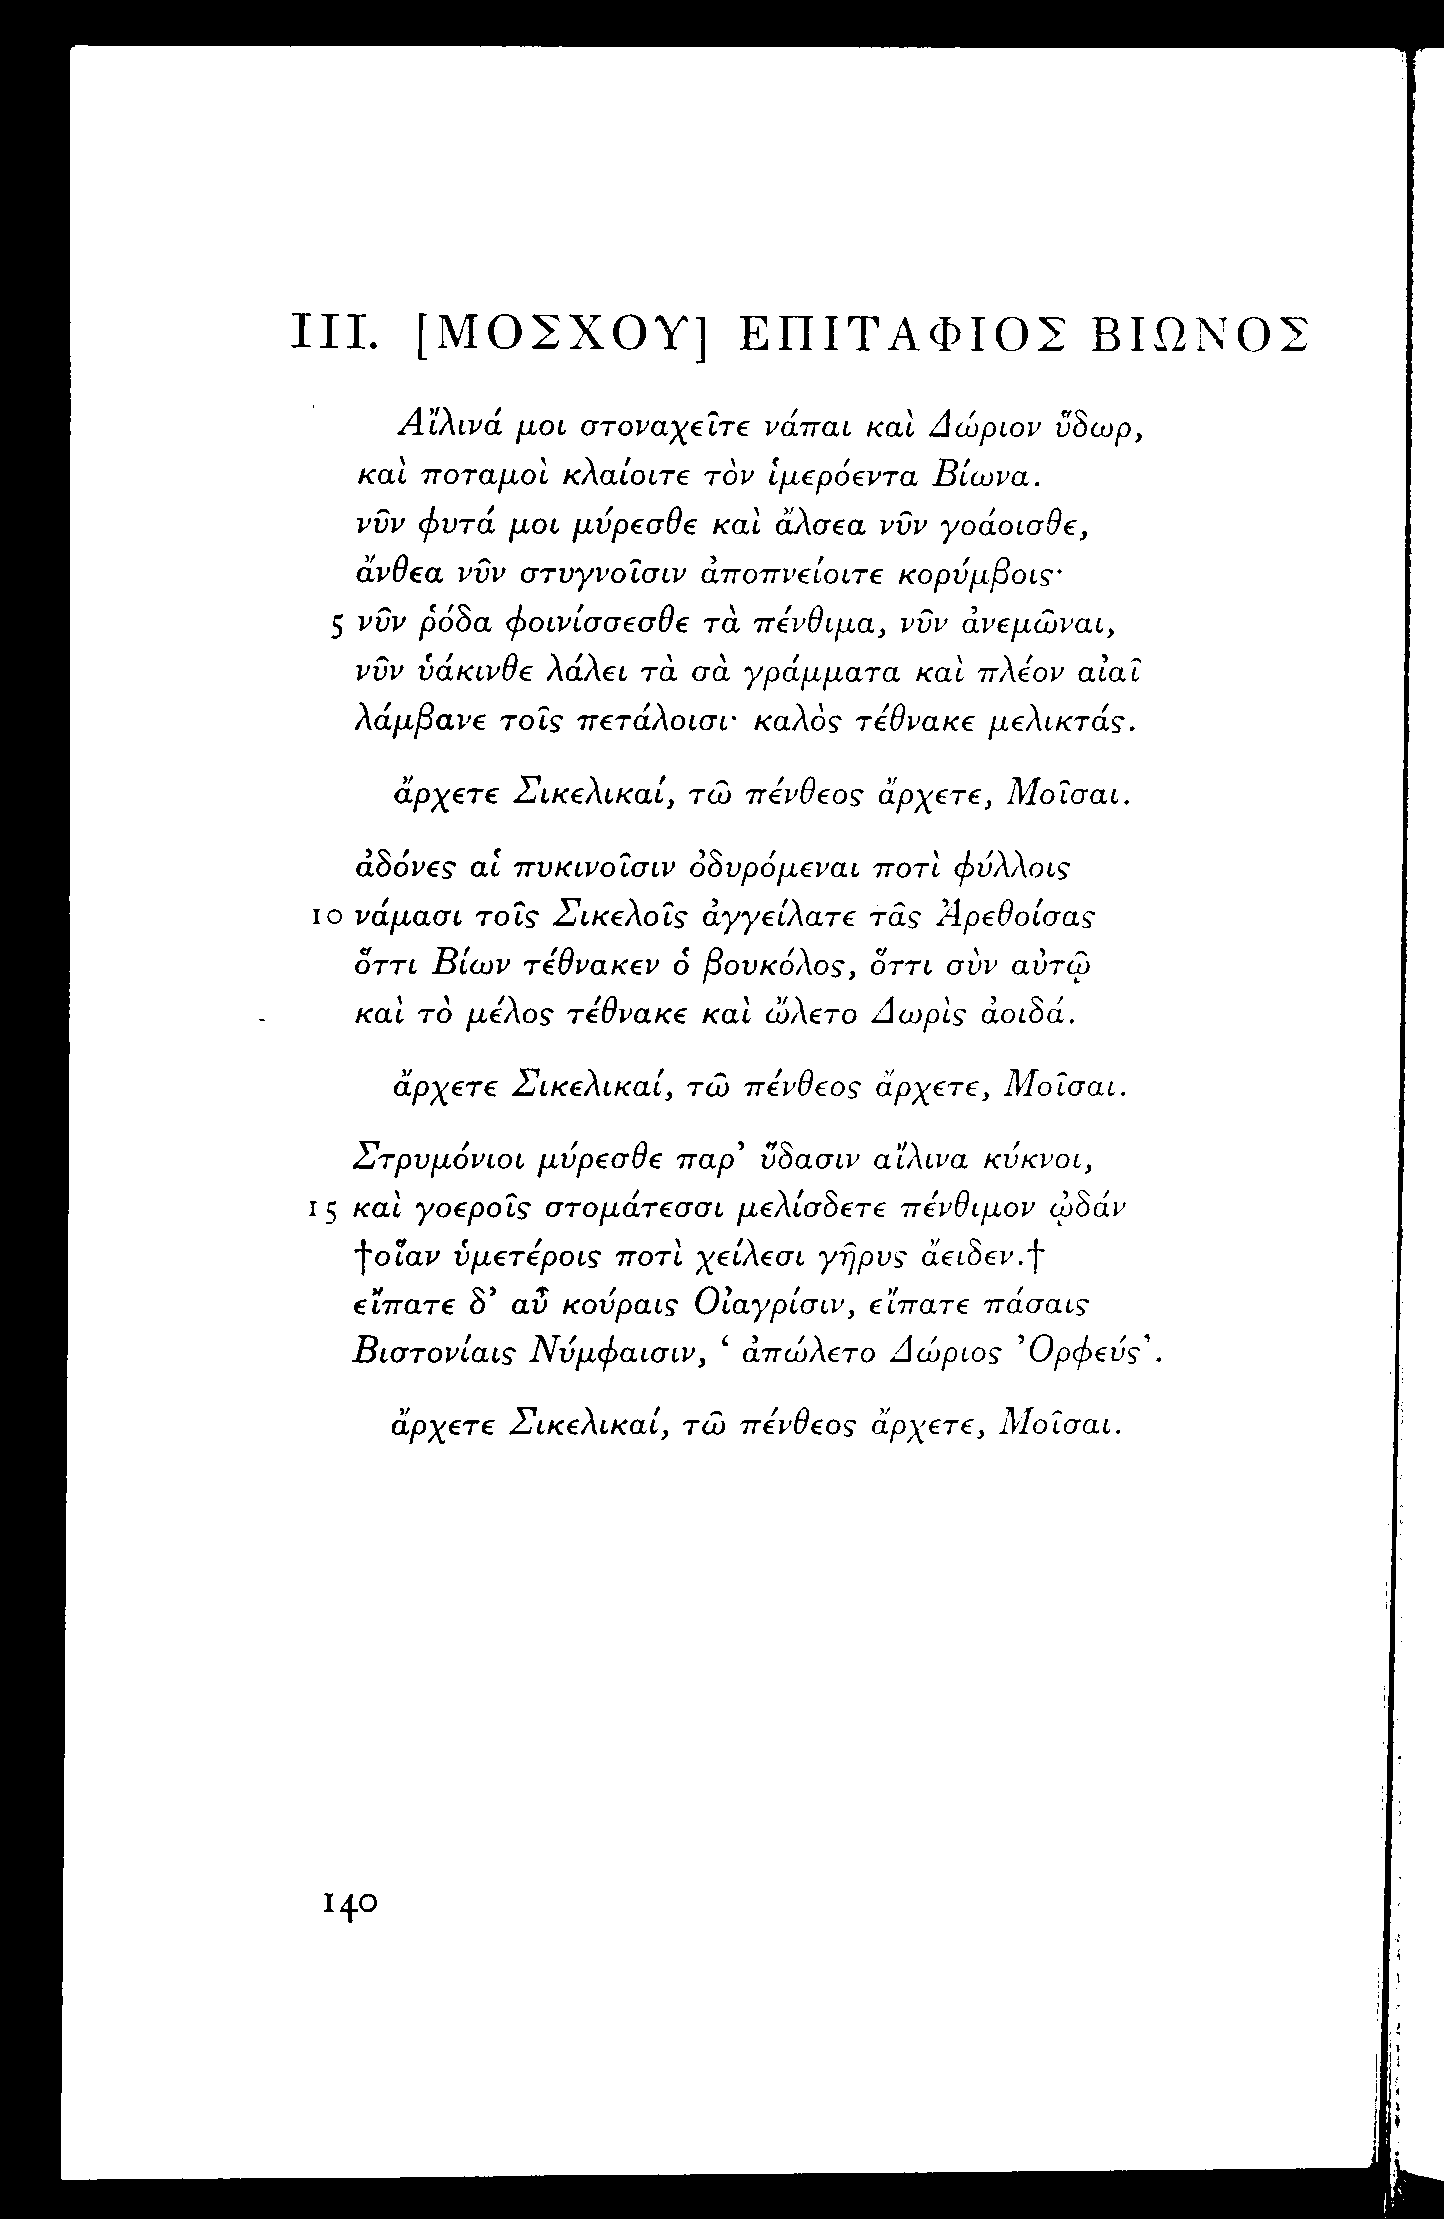 III. [ΜΟΣΧΟΥ] ΕΠΙΤΑΦΙΟΣ ΒΙΩΝΟΣ
Αἴλινά μοι στοναχεῖτε νάπαι καὶ Δώριον ὕδωρ,
καὶ ποταμοὶ κλαίοιτε τὸν ἱμερόεντα Βίωνα.
νῦν φυτά μοι μύρεσθε καὶ ἄλσεα νῦν γοάοισθε,
ἄνθεα νῦν στυγνοῖσιν ἀποπνείοιτε κορύμβοις·
5 νῦν ῥόδα φοινίσσεσθε τὰ πένθιμα, νῦν ἀνεμῶναι,
νῦν ὑάκινθε λάλει τὰ σὰ γράμματα καὶ πλέον αἰαῖ
λάμβανε τοῖς πετάλοισι· καλὸς τέθνακε μελικτάς.
ἄρχετε Σικελικαί, τῶ πένθεος ἄρχετε, Μοῖσαι.
ἀδόνες αἱ πυκινοῖσιν ὀδυρόμεναι ποτὶ φύλλοις
10 νάμασι τοῖς Σικελοῖς ἀγγείλατε τᾶς Ἀρεθοίσας
ὅττι Βίων τέθνακεν ὁ βουκόλος, ὅττι σὺν αὐτῷ
καὶ τὸ μέλος τέθνακε καὶ ὤλετο Δωρὶς ἀοιδά.
ἄρχετε Σικελικαί, τῶ πένθεος ἄρχετε, Μοῖσαι.
Στρυμόνιοι μύρεσθε παρ’ ὕδασιν αἴλινα κύκνοι,
15 καὶ γοεροῖς στομάτεσσι μελίσδετε πένθιμον ᾠδάν
†οἵαν ὑμετέροις ποτὶ χείλεσι γῆρυς ἄειδεν.†
εἴπατε δ’ αὖ κούραις Οἰαγρίσιν, εἴπατε πάσαις
Βιστονίαις Νύμφαισιν, ‘ ἀπώλετο Δώριος Ὀρφεύς’.
ἄρχετε Σικελικαί, τῶ πένθεος ἄρχετε, Μοῖσαι.
140